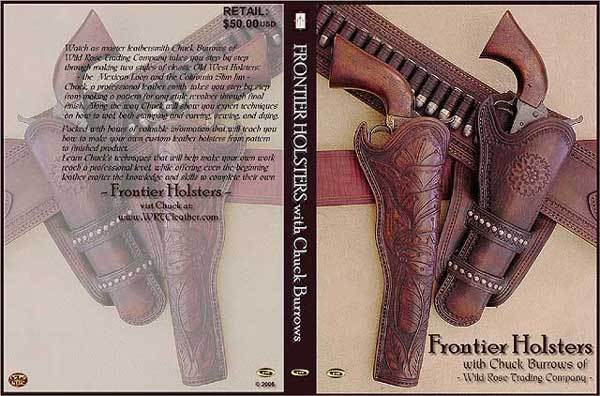 RETAIL:
$50.00USD
Watch as master leathersmith Chuck Burrows of
Wild Rose Trading Company takes you step by step
through making two styles of classic Old West Holsters:
- the Mexican Loop and the California Slim Jim -
Chuck, a professional leather smith takes you step by step
from making a pattern for any style revolver through final
finish. Along the way Chuck will show you expert techniques
on how to tool, both stamping and carving, sewing, and dying.
Packed with hours of valuable information that will teach you
how to make your own custom leather holsters from pattern
to finished product.
Learn Chuck's techniques that will help make your own work
reach a professional level, while offering even the beginning
leather crafter the knowledge and skills to complete their own
~ Frontier Holsters ~
visit Chuck at:
www.WRTCleather.com
© 2005
FRONTIER HOLSTERS with Chuck Burrows
Frontier Holsters
with Chuck Burrows of
- Wild Rose Trading Company -